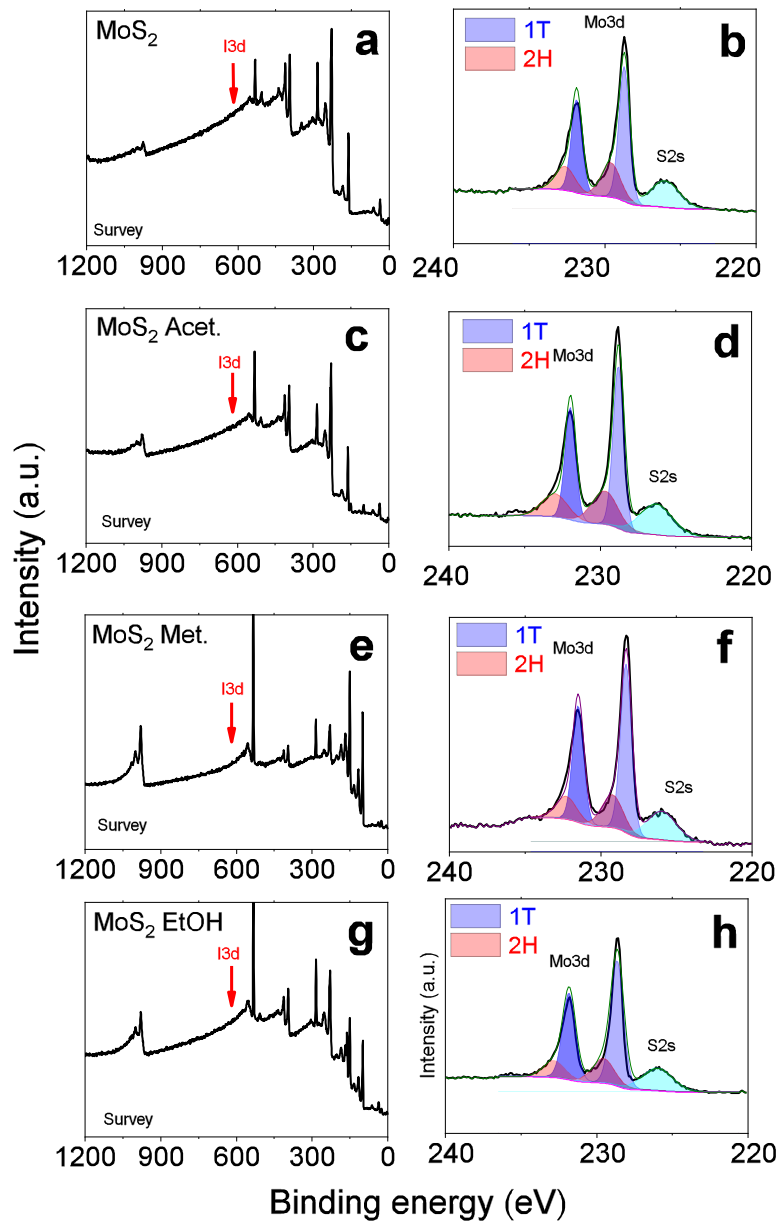 MoS2
a
I3d
Survey
1200 900 600 300 0
1T
2H
Mo3d
b
S2s
240 230 220
MoS2 Acet.
c
I3d
Survey
1200 900 600 300 0
1T
2H
Mo3d
d
S2s
240 230 220
MoS2 Met.
e
I3d
Survey
1200 900 600 300 0
1T
2H
Mo3d
f
S2s
240 230 220
MoS2 EtOH
g
I3d
Survey
1200 900 600 300 0
1T
2H
Mo3d
h
S2s
Intensity (a.u.)
240 230 220
Intensity (a.u.)
Binding energy (eV)